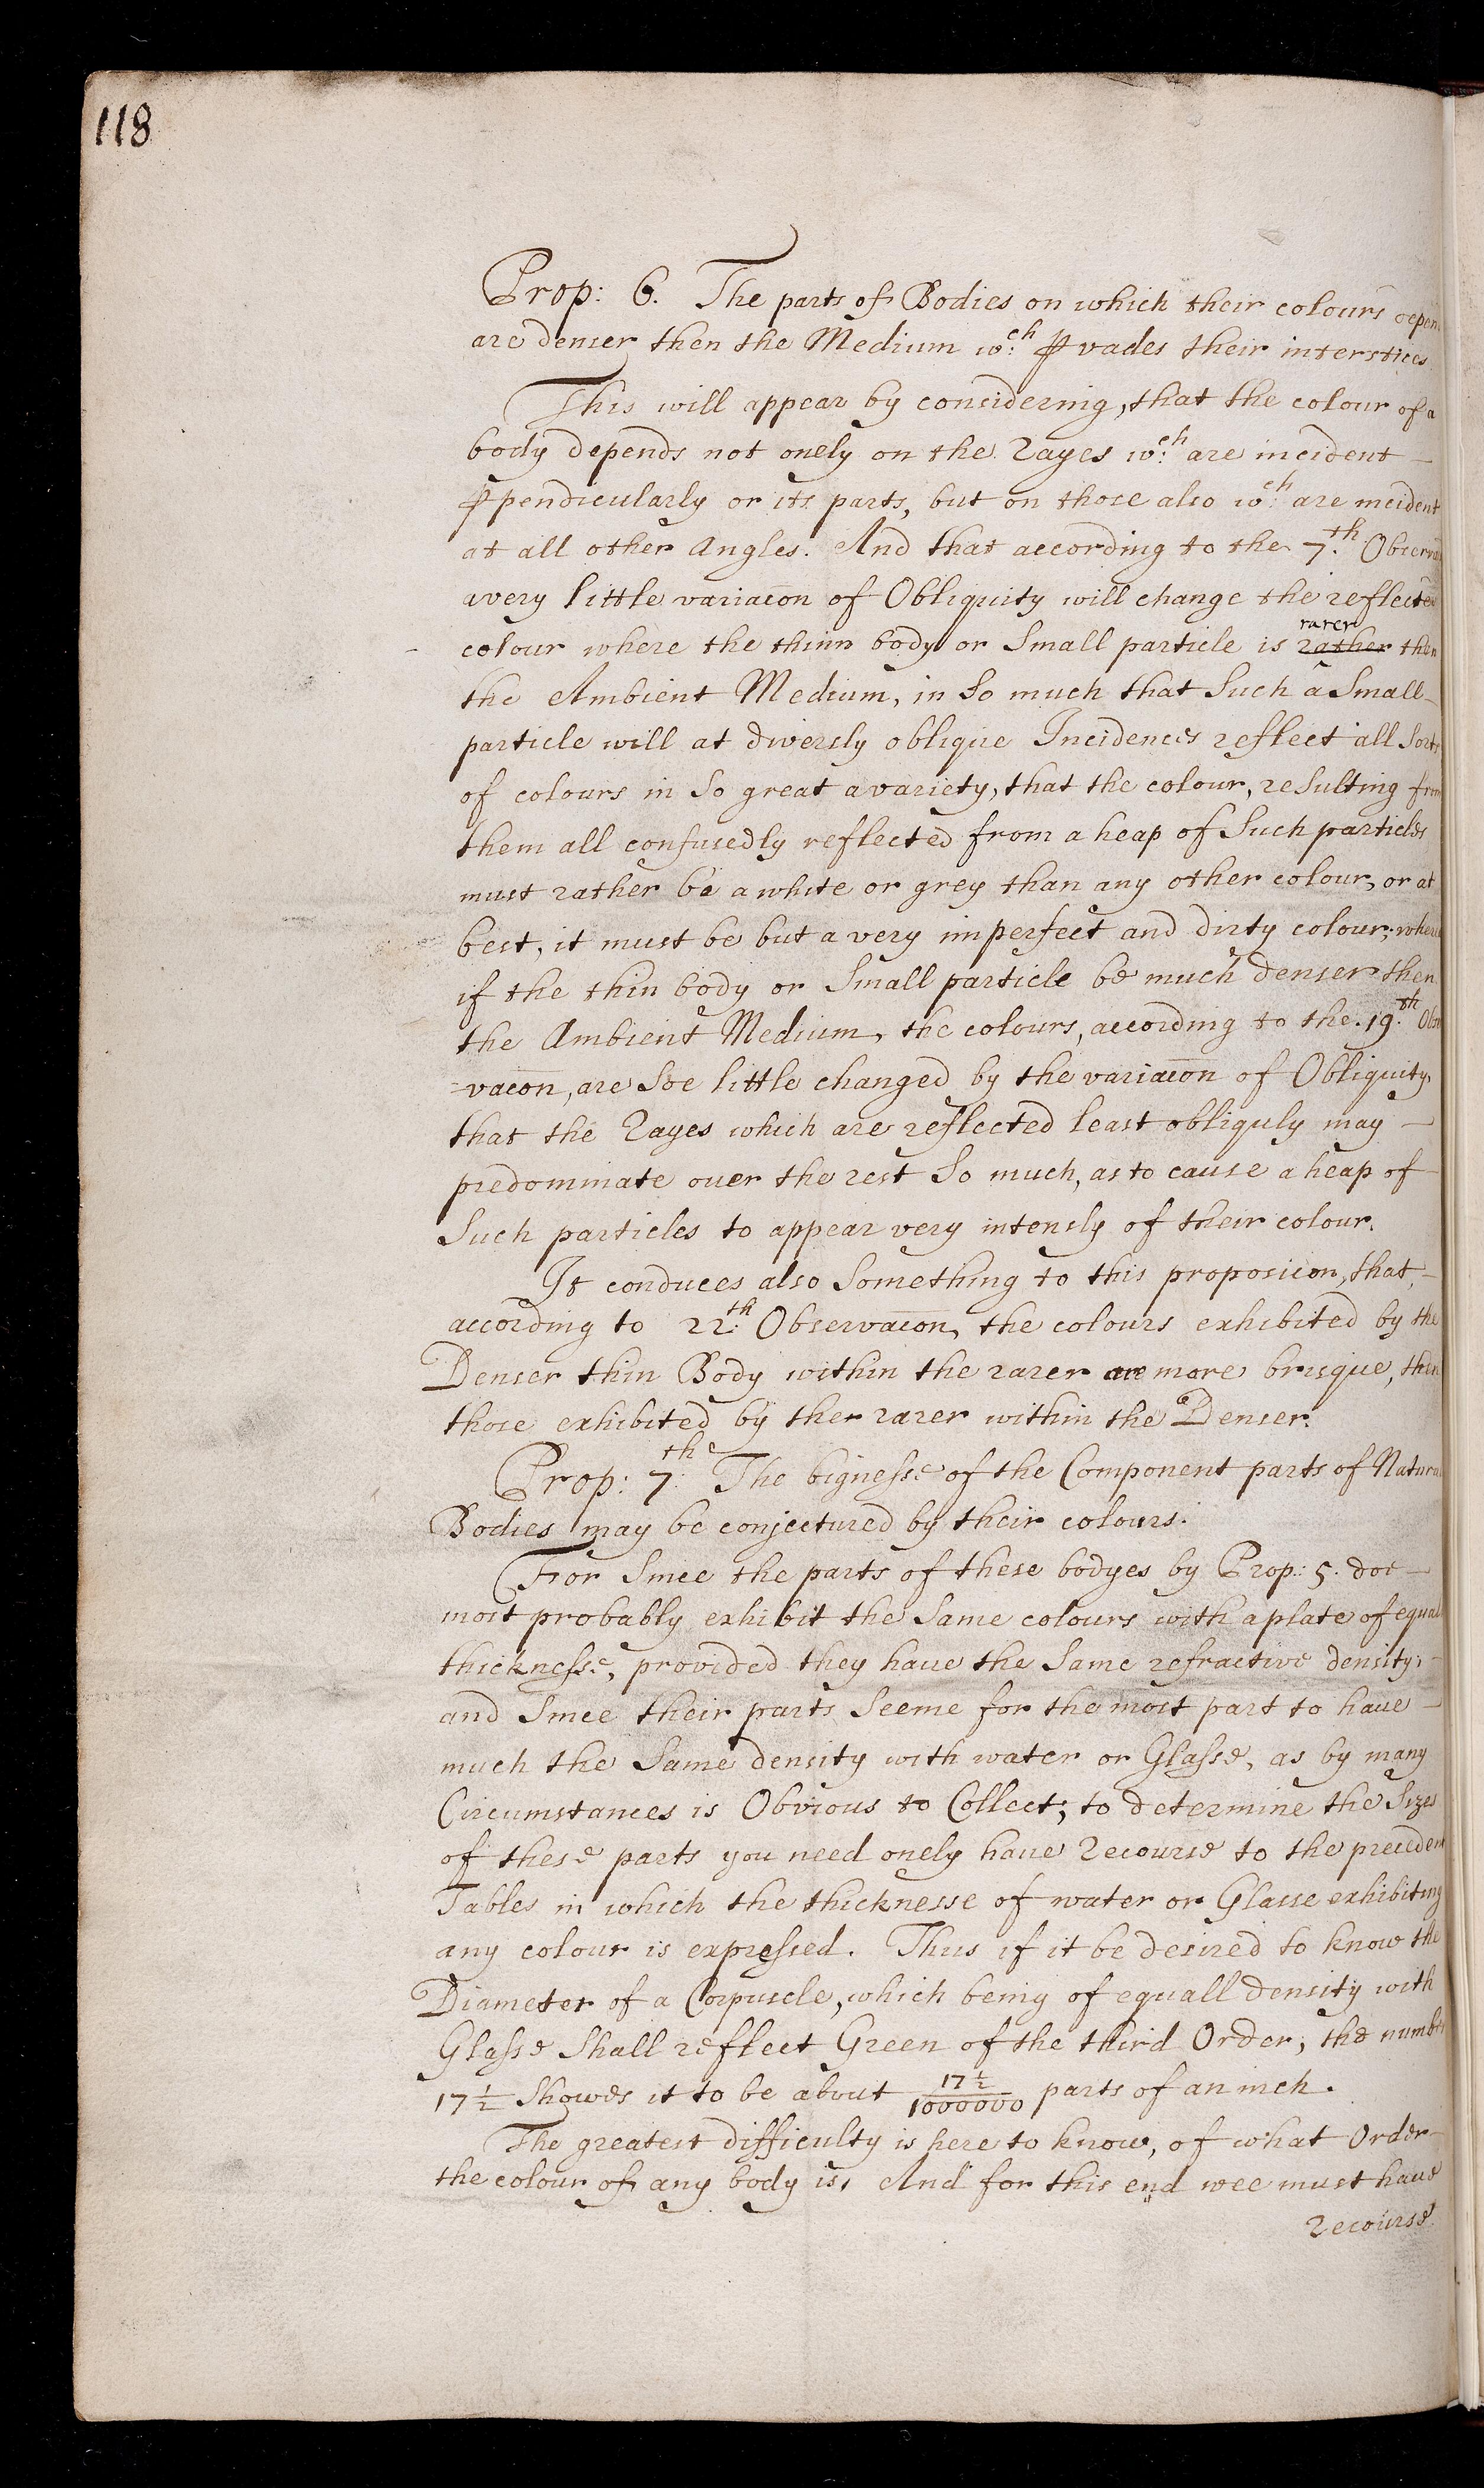 118
Prop: 6. The parts of Bodies on which their colours depen
are denser then the Medium wch ꝑvades their interstices
This will appear by considering, that the colour of a
body depends not onely on the Rayes wch are incident —
ꝑpendicularly or its parts, but on those also wch are incident
at all other Angles. And that according to the 7.th Observa
a very little variacōn of Obliquity will change the reflected
rarer
colour where the thinn body or Small particle is rather then
the Ambient Medium, in So much that Such a Small—
particle will at diversly oblique Incidences reflect all Sorts
of colours in So great a variety, that the colour, resulting from
them all confusedly reflected from a heap of Such particles
must rather be a white or grey than any other colour, or at
best, it must be but a very imperfect and dirty colour; where
if the thin body or Small particle be much denser then
the Ambient Medium, the colours, according to the 19.th Obse
=vacōn, are Soe little changed by the variacōn of Obliquity,
that the Rayes which are reflected least obliquly may —
predominate over the rest So much, as to cause a heap of
Such particles to appear very intensly of their colour.
It conduces also Something to this proposicon, that, —
according to 22.th Observacōn, the colours exhibited by the
Denser thin Body within the rarer are more brisque, then
those exhibited by ther rarer within the Denser.
Prop: 7.th The bignesse of the Component parts of Natural
Bodies may be conjectured by their colours.
For Since the parts of these bodyes by Prop: 5. doe —
most probably exhibit the Same colours with a plate of equall
thicknesse, provided they have the Same refractive density, —
and Since their parts Seeme for the most part to have —
much the Same density with water or Glasse, as by many
Circumstances is Obvious to Collect; to determine the Sizes
of these parts you need onely have Recourse to the preceden
Tables in which the thicknesse of water or Glasse exhibiting
any colour is expressed. Thus if it be desired to know the
Diameter of a Corpuscle, which being of equall density with
Glasse Shall reflect Green of the third Order, the number
17 1/2 Showes it to be about 17 1/2 / 1000000 parts of an inch.
The greatest difficulty is here to know, of what Order—
the colour of any body is, And for this end wee must have
Recourse